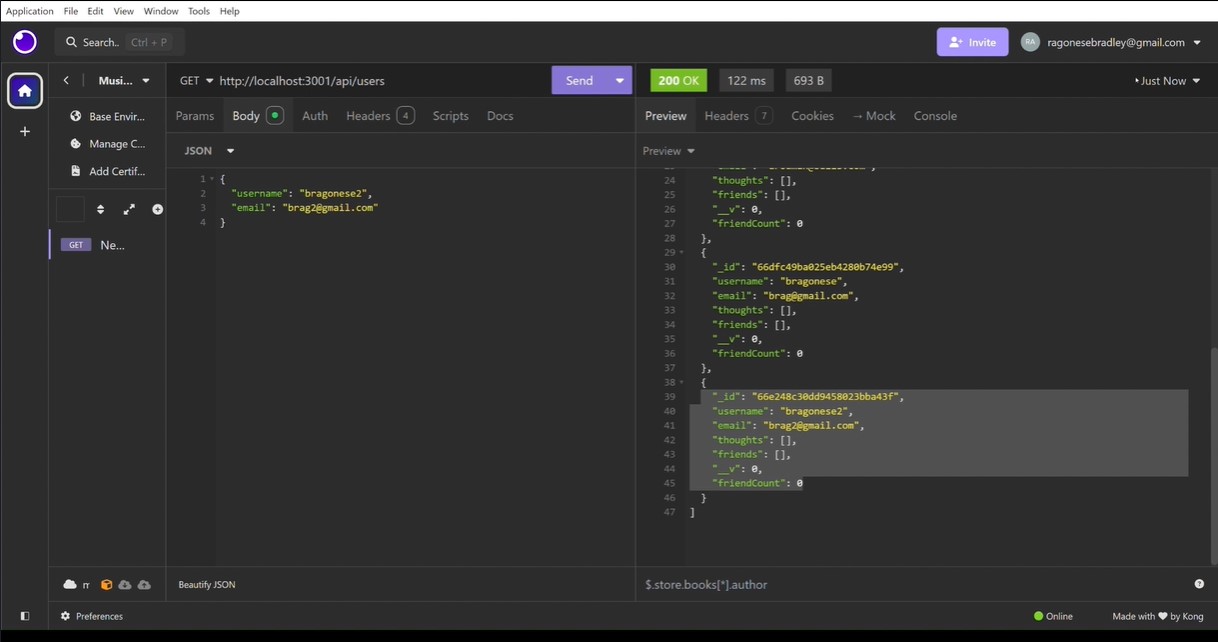 Application File Edit View Window Tools Help
Search.. Ctrl + P
Invite
RA ragonesebradley@gmail.com
Musi...
GET http://localhost:3001/api/users
Send
200 OK 122 ms 693 B
Just Now
Base Envir...
Manage C...
Add Certif...
GET Ne...
Params Body Auth Headers 4 Scripts Docs
JSON
1 {
2 "username": "bragonese2",
3 "email": "brag2@gmail.com"
4 }
Preview Headers 7 Cookies → Mock Console
Preview
24 "thoughts": [],
25 "friends": [],
26 "__v": 0,
27 "friendCount": 0
28 },
29 {
30 "_id": "66dfc49ba025eb4280b74e99",
31 "username": "bragonese",
32 "email": "brag@gmail.com",
33 "thoughts": [],
34 "friends": [],
35 "__v": 0,
36 "friendCount": 0
37 },
38 {
39 "_id": "66e248c30dd9458023bba43f",
40 "username": "bragonese2",
41 "email": "brag2@gmail.com",
42 "thoughts": [],
43 "friends": [],
44 "__v": 0,
45 "friendCount": 0
46 }
47 ]
Beautify JSON
$.store.books[*].author
Preferences
Online
Made with ❤ by Kong